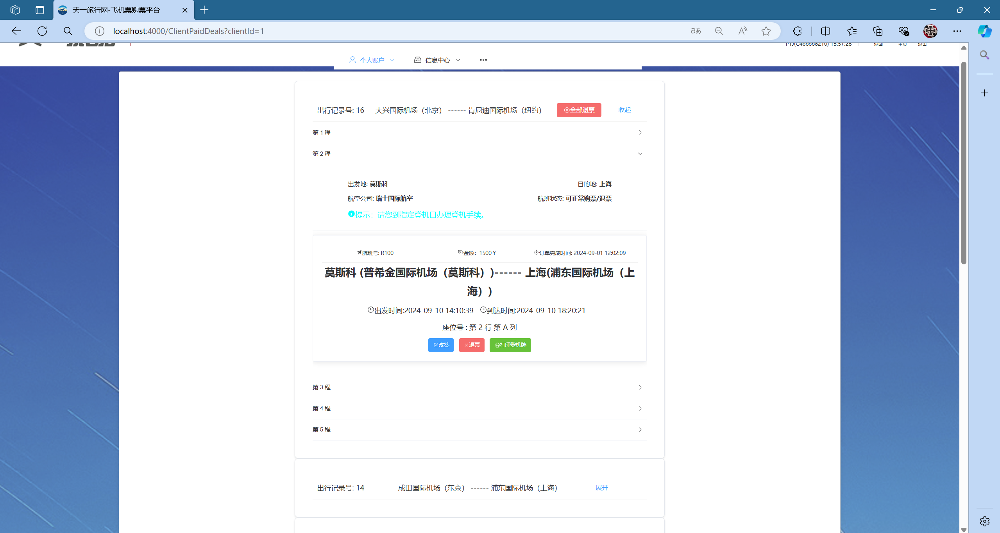 天一旅行网-飞机票购票平台
localhost:4000/ClientPaidDeals?clientId=1
PYJ(C466668210) 15:57:28 返回 主页 退出
个人账户 信息中心
出行记录号: 16 大兴国际机场（北京） ------ 肯尼迪国际机场（纽约） 全部退票 收起
第 1 程
第 2 程
出发地: 莫斯科 目的地: 上海
航空公司: 瑞士国际航空 航班状态: 可正常购票/退票
提示：请您到指定登机口办理登机手续。
航班号: R100 金额：1500￥ 订单完成时间: 2024-09-01 12:02:09
莫斯科 (普希金国际机场（莫斯科）)------ 上海(浦东国际机场（上
海）)
出发时间:2024-09-10 14:10:39 到达时间:2024-09-10 18:20:21
座位号 : 第 2 行 第 A 列
改签 退票 打印登机牌
第 3 程
第 4 程
第 5 程
出行记录号: 14 成田国际机场（东京） ------ 浦东国际机场（上海） 展开